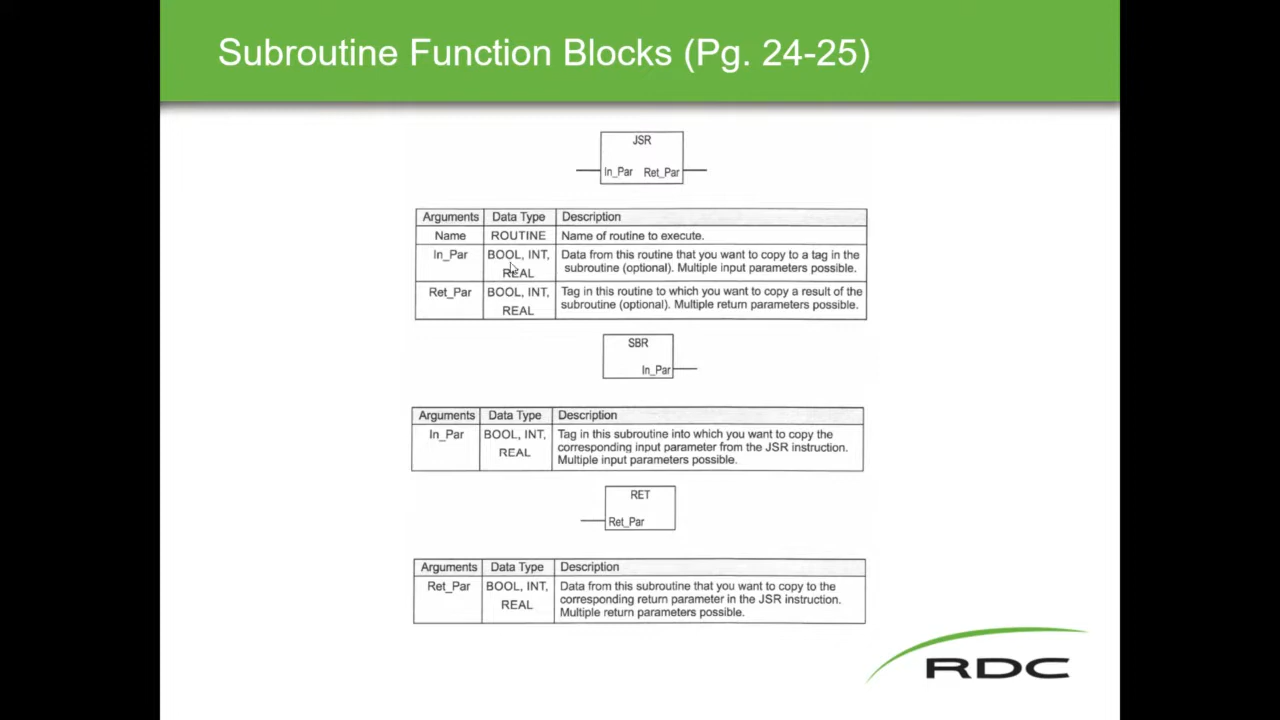 Subroutine Function Blocks (Pg. 24-25)
JSR
In_Par Ret_Par
Arguments Data Type Description
Name ROUTINE Name of routine to execute.
In_Par BOOL, INT, REAL Data from this routine that you want to copy to a tag in the
subroutine (optional). Multiple input parameters possible.
Ret_Par BOOL, INT, REAL Tag in this routine to which you want to copy a result of the
subroutine (optional). Multiple return parameters possible.
SBR
In_Par
Arguments Data Type Description
In_Par BOOL, INT, REAL Tag in this subroutine into which you want to copy the
corresponding input parameter from the JSR instruction.
Multiple input parameters possible.
RET
Ret_Par
Arguments Data Type Description
Ret_Par BOOL, INT, REAL Data from this subroutine that you want to copy to the
corresponding return parameter in the JSR instruction.
Multiple return parameters possible.
RDC